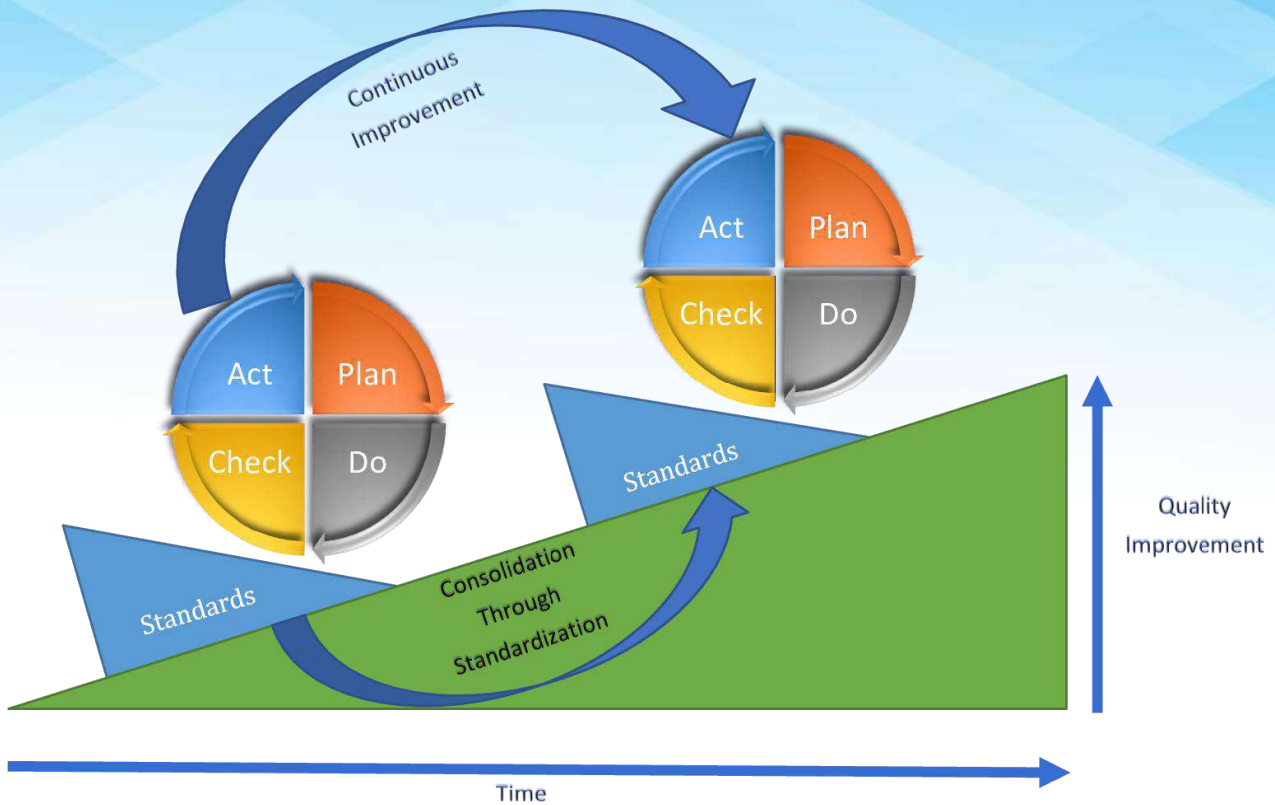 Continuous
Improvement
Act
Plan
Check
Do
Act
Plan
Check
Do
Standards
Standards
Consolidation
Through
Standardization
Quality
Improvement
Time